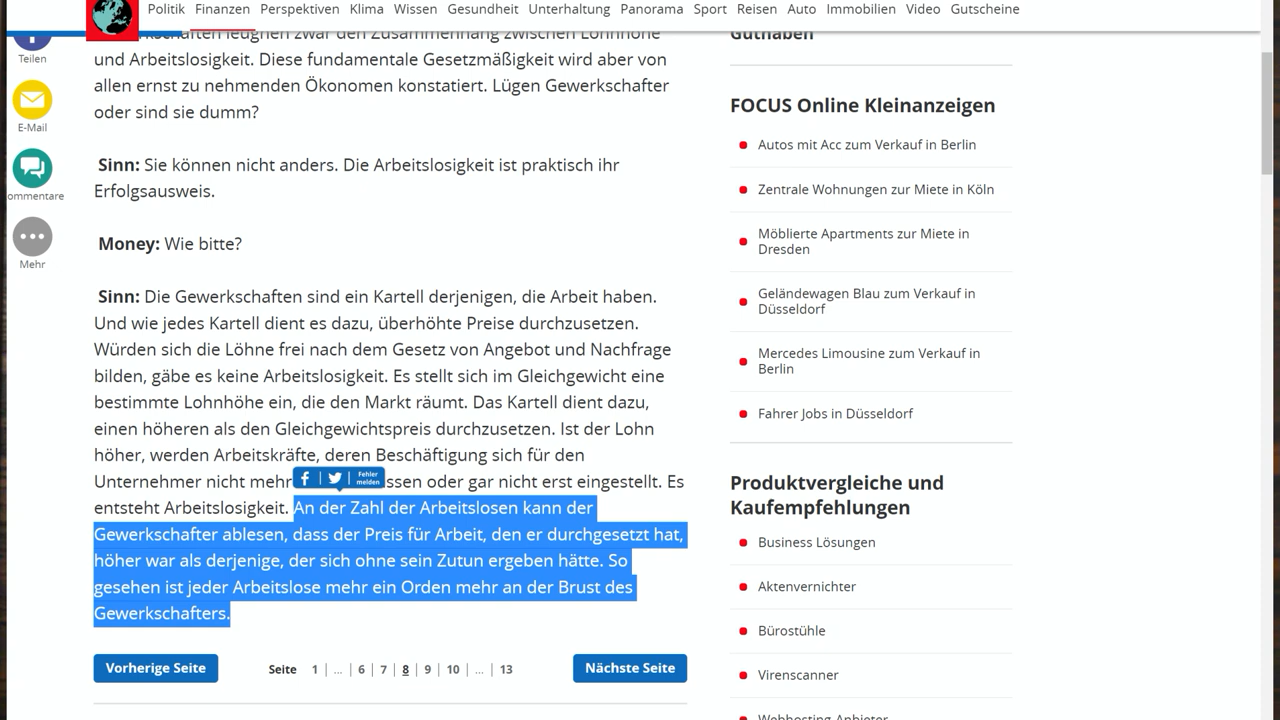 Politik Finanzen Perspektiven Klima Wissen Gesundheit Unterhaltung Panorama Sport Reisen Auto Immobilien Video Gutscheine
Teilen
E-Mail
ommentare
Mehr
leugnen zwar den Zusammenhang zwischen Lohnhöhe
und Arbeitslosigkeit. Diese fundamentale Gesetzmäßigkeit wird aber von
allen ernst zu nehmenden Ökonomen konstatiert. Lügen Gewerkschafter
oder sind sie dumm?
Sinn: Sie können nicht anders. Die Arbeitslosigkeit ist praktisch ihr
Erfolgsausweis.
Money: Wie bitte?
Sinn: Die Gewerkschaften sind ein Kartell derjenigen, die Arbeit haben.
Und wie jedes Kartell dient es dazu, überhöhte Preise durchzusetzen.
Würden sich die Löhne frei nach dem Gesetz von Angebot und Nachfrage
bilden, gäbe es keine Arbeitslosigkeit. Es stellt sich im Gleichgewicht eine
bestimmte Lohnhöhe ein, die den Markt räumt. Das Kartell dient dazu,
einen höheren als den Gleichgewichtspreis durchzusetzen. Ist der Lohn
höher, werden Arbeitskräfte, deren Beschäftigung sich für den
Unternehmer nicht mehr ssen oder gar nicht erst eingestellt. Es
Fehler
melden
entsteht Arbeitslosigkeit. An der Zahl der Arbeitslosen kann der
Gewerkschafter ablesen, dass der Preis für Arbeit, den er durchgesetzt hat,
höher war als derjenige, der sich ohne sein Zutun ergeben hätte. So
gesehen ist jeder Arbeitslose mehr ein Orden mehr an der Brust des
Gewerkschafters.
Vorherige Seite
Seite 1 | ... | 6 | 7 | 8 | 9 | 10 | ... | 13
Nächste Seite
Guthaben
FOCUS Online Kleinanzeigen
Autos mit Acc zum Verkauf in Berlin
Zentrale Wohnungen zur Miete in Köln
Möblierte Apartments zur Miete in
Dresden
Geländewagen Blau zum Verkauf in
Düsseldorf
Mercedes Limousine zum Verkauf in
Berlin
Fahrer Jobs in Düsseldorf
Produktvergleiche und
Kaufempfehlungen
Business Lösungen
Aktenvernichter
Bürostühle
Virenscanner
Webhosting-Anbieter